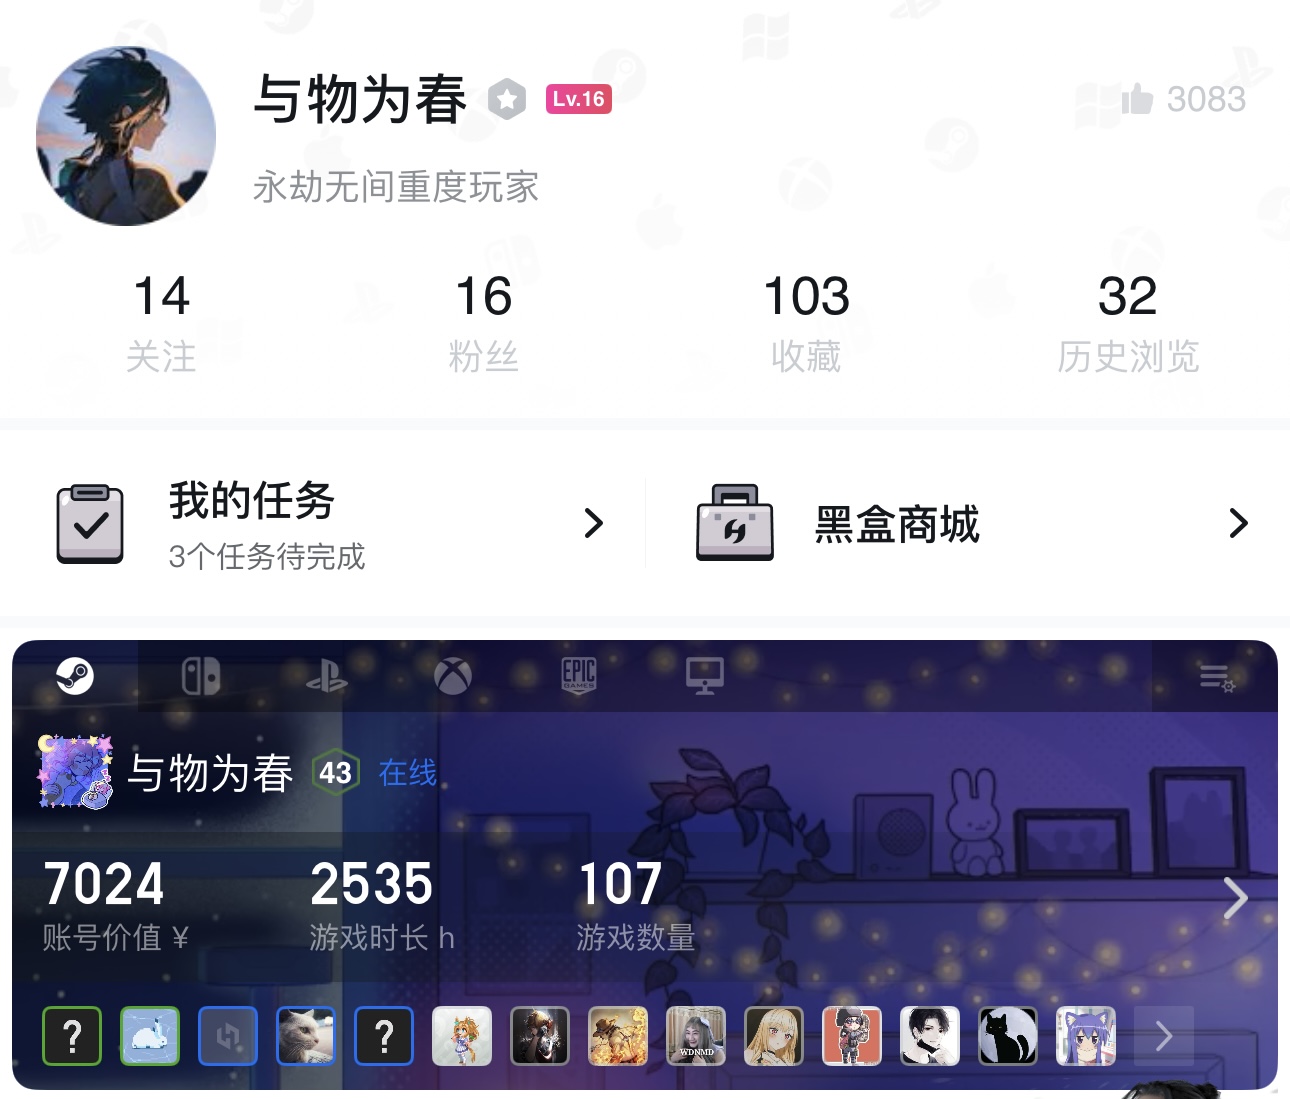 与物为春 Lv.16 3083
永劫无间重度玩家
14 16 103 32
关注 粉丝 收藏 历史浏览
我的任务
3个任务待完成
黑盒商城
EPIC
GAMES
与物为春 43 在线
7024 2535 107
账号价值 ¥ 游戏时长 h 游戏数量
? ? WDNMD